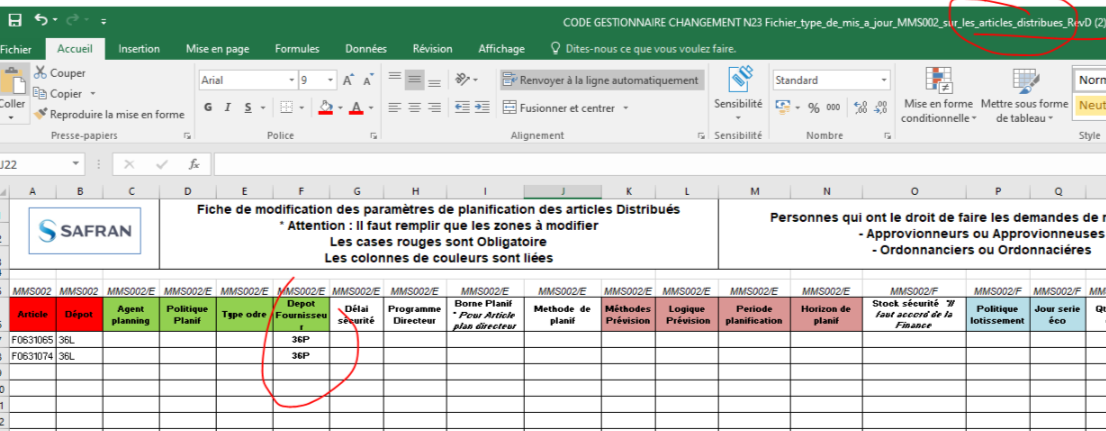 CODE GESTIONNAIRE CHANGEMENT N23 Fichier_type_de_mis_a_jour_MMS002_sur_les_articles_distribues_RevD (2)
Fichier Accueil Insertion Mise en page Formules Données Révision Affichage Dites-nous ce que vous voulez faire.
Couper
Copier
Reproduire la mise en forme
Coller
Arial 9
G I S
Renvoyer à la ligne automatiquement
Fusionner et centrer
Sensibilité
Standard
% 000
Mise en forme conditionnelle
Mettre sous forme de tableau
Norm
Neut
Presse-papiers Police Alignement Sensibilité Nombre Style
J22 fx
A B C D E F G H I J K L M N O P Q
SAFRAN
Fiche de modification des paramètres de planification des articles Distribués
* Attention : Il faut remplir que les zones à modifier
Les cases rouges sont Obligatoire
Les colonnes de couleurs sont liées
Personnes qui ont le droit de faire les demandes de
- Approvionneurs ou Approvionneuses
- Ordonnanciers ou Ordonnaciéres
MMS002 MMS002 MMS002/E MMS002/E MMS002/E MMS002/E MMS002/E MMS002/E MMS002/E MMS002/E MMS002/E MMS002/E MMS002/E MMS002/E MMS002/F MMS002/F MMS002/F
Article Dépot Agent planning Politique Planif Type odre Depot Fournisseur Délai sécurité Programme Directeur Borne Planif * Pour Article plan directeur Methode de planif Méthodes Prévision Logique Prévision Periode planification Horizon de planif Stock sécurité "Il faut accord de la Finance Politique lotissement Jour serie éco
F0631065 36L 36P
F0631074 36L 36P